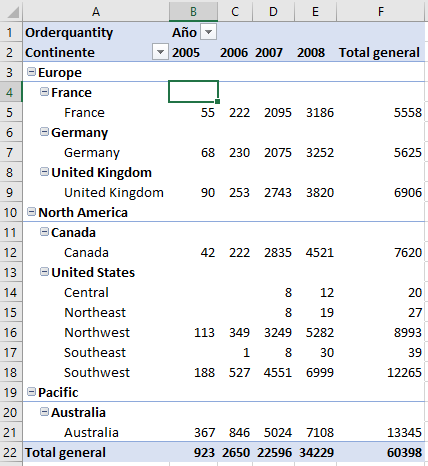 A B C D E F
1 Orderquantity Año
2 Continente 2005 2006 2007 2008 Total general
3 Europe
4 France
5 France 55 222 2095 3186 5558
6 Germany
7 Germany 68 230 2075 3252 5625
8 United Kingdom
9 United Kingdom 90 253 2743 3820 6906
10 North America
11 Canada
12 Canada 42 222 2835 4521 7620
13 United States
14 Central 8 12 20
15 Northeast 8 19 27
16 Northwest 113 349 3249 5282 8993
17 Southeast 1 8 30 39
18 Southwest 188 527 4551 6999 12265
19 Pacific
20 Australia
21 Australia 367 846 5024 7108 13345
22 Total general 923 2650 22596 34229 60398